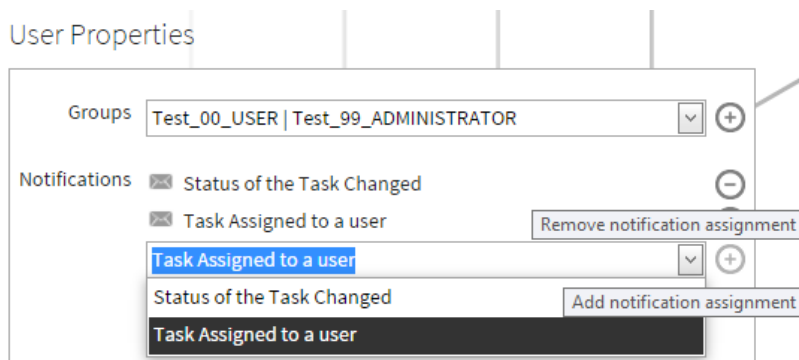 User Properties
Groups Test_00_USER | Test_99_ADMINISTRATOR
Notifications Status of the Task Changed
Task Assigned to a user
Remove notification assignment
Task Assigned to a user
Status of the Task Changed
Add notification assignment
Task Assigned to a user